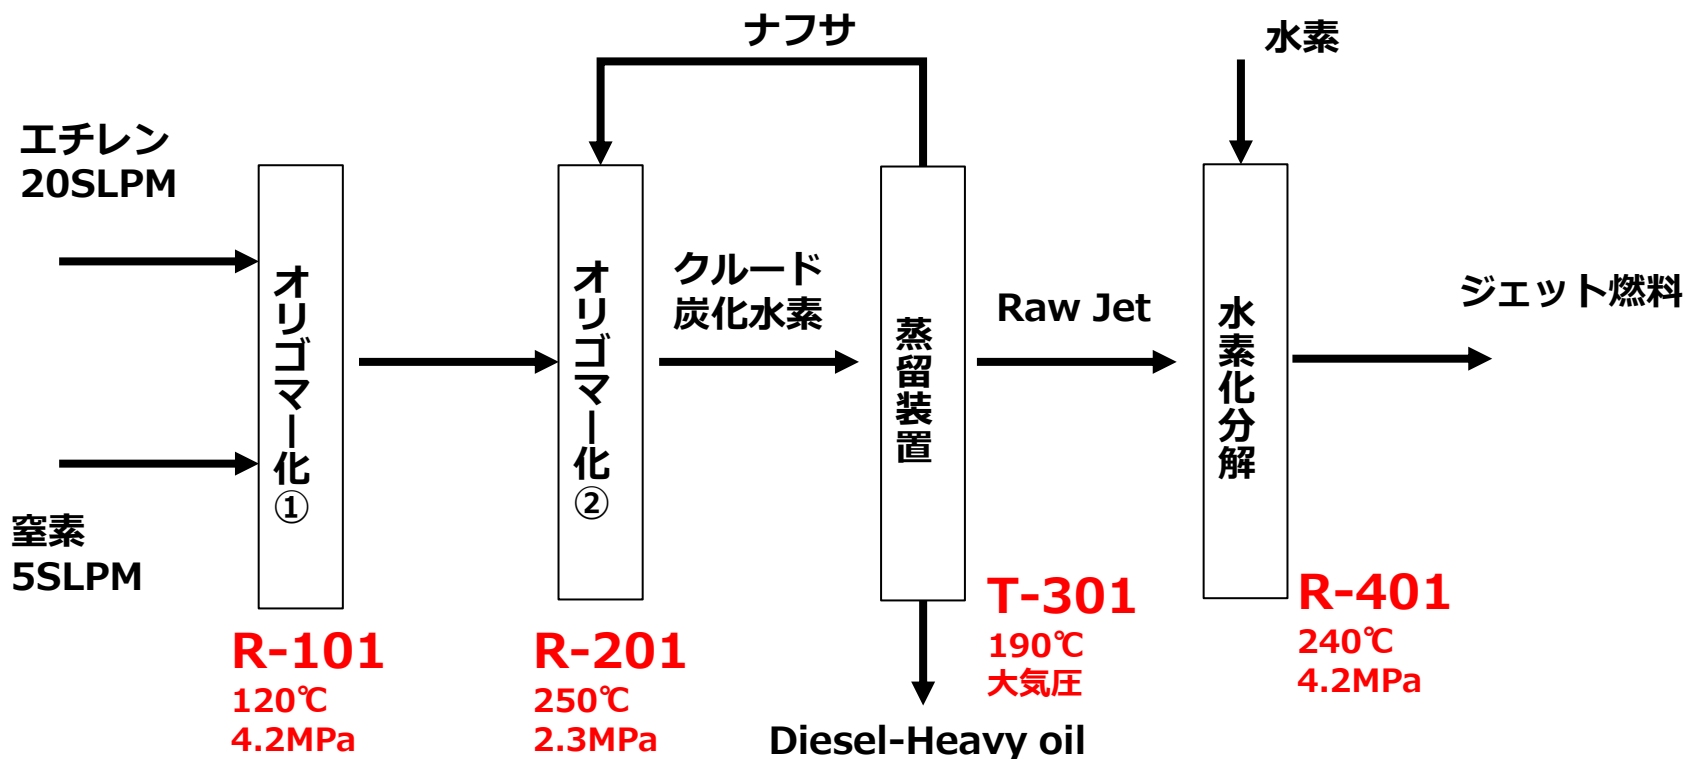 ナフサ
水素
エチレン
20SLPM
窒素
5SLPM
オリゴマー化①
オリゴマー化②
クルード
炭化水素
蒸留装置
Raw Jet
水素化分解
ジェット燃料
R-101
120℃
4.2MPa
R-201
250℃
2.3MPa
T-301
190℃
大気圧
R-401
240℃
4.2MPa
Diesel-Heavy oil